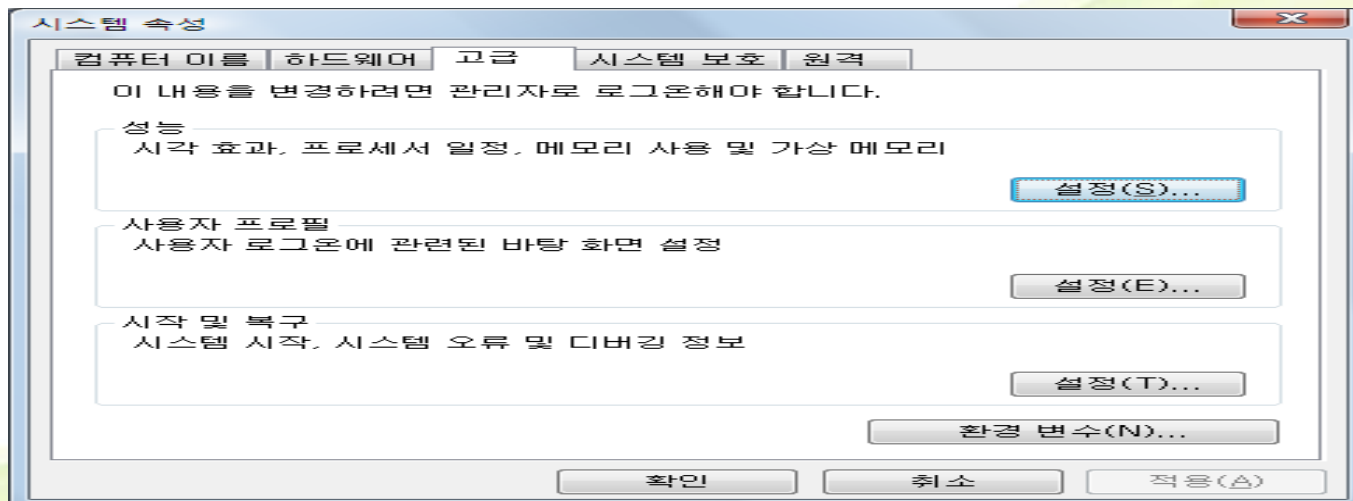 시스템 속성
컴퓨터 이름 하드웨어 고급 시스템 보호 원격
이 내용을 변경하려면 관리자로 로그온해야 합니다.
성능
시각 효과, 프로세서 일정, 메모리 사용 및 가상 메모리
설정(S)...
사용자 프로필
사용자 로그온에 관련된 바탕 화면 설정
설정(E)...
시작 및 복구
시스템 시작, 시스템 오류 및 디버깅 정보
설정(T)...
환경 변수(N)...
확인 취소 적용(A)